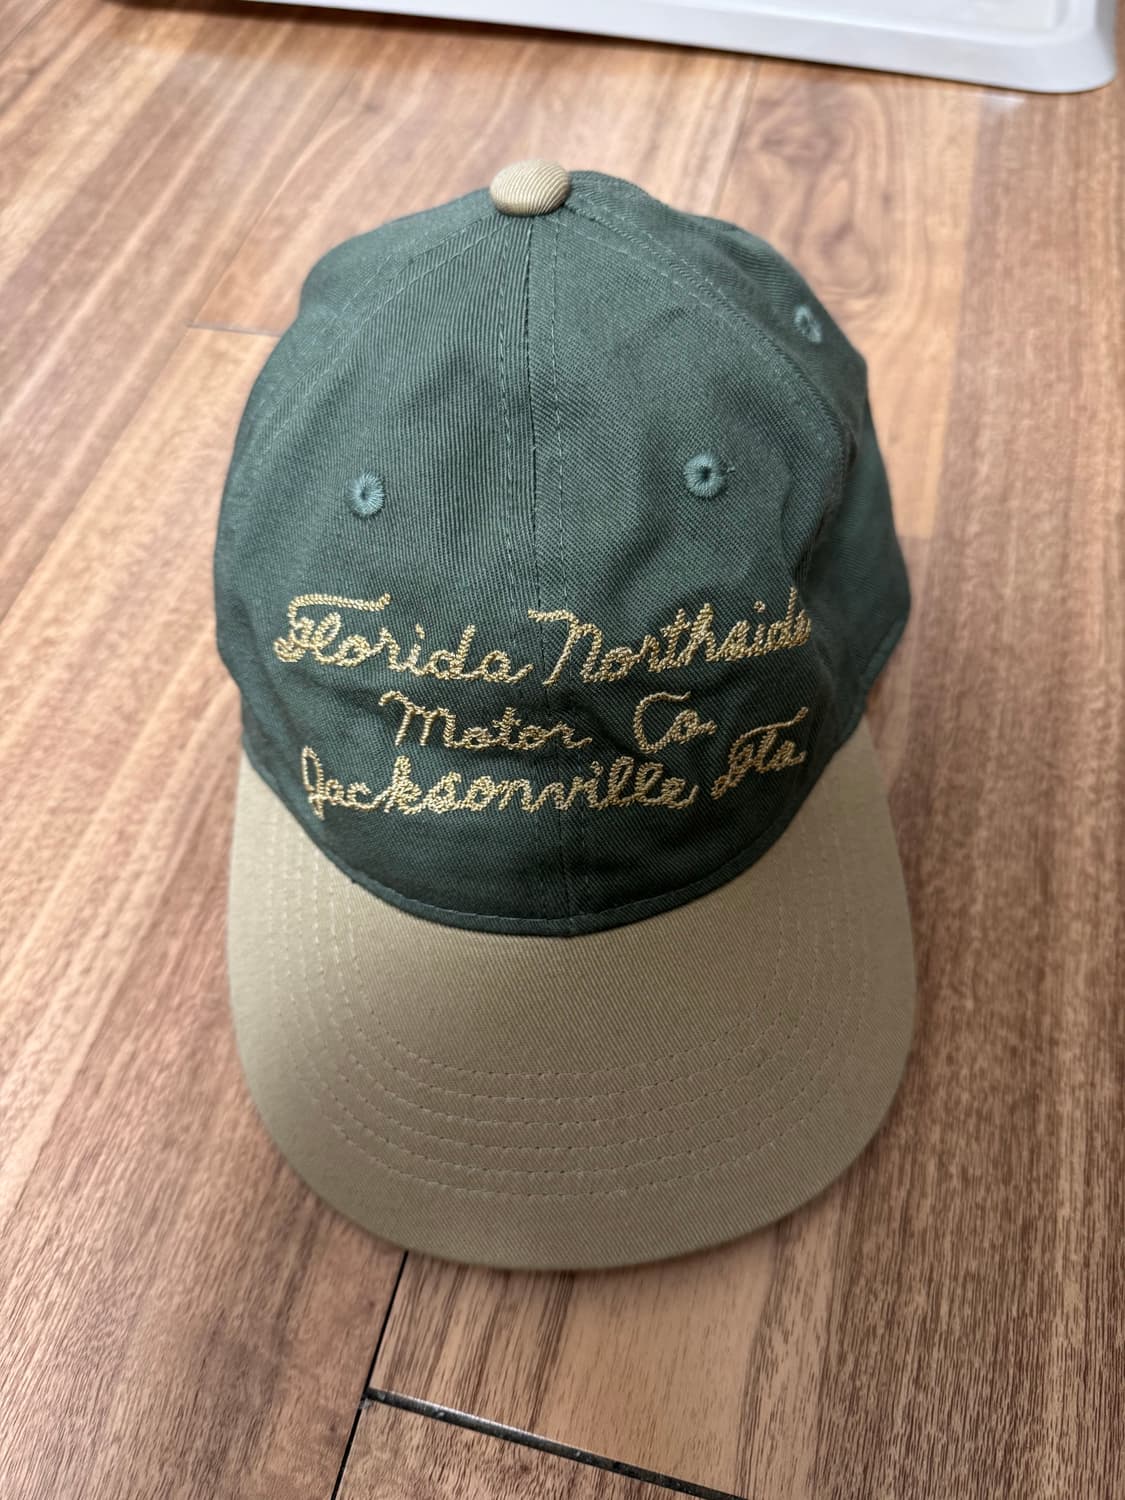 Florida Northside
Motor Co.
Jacksonville Fla.